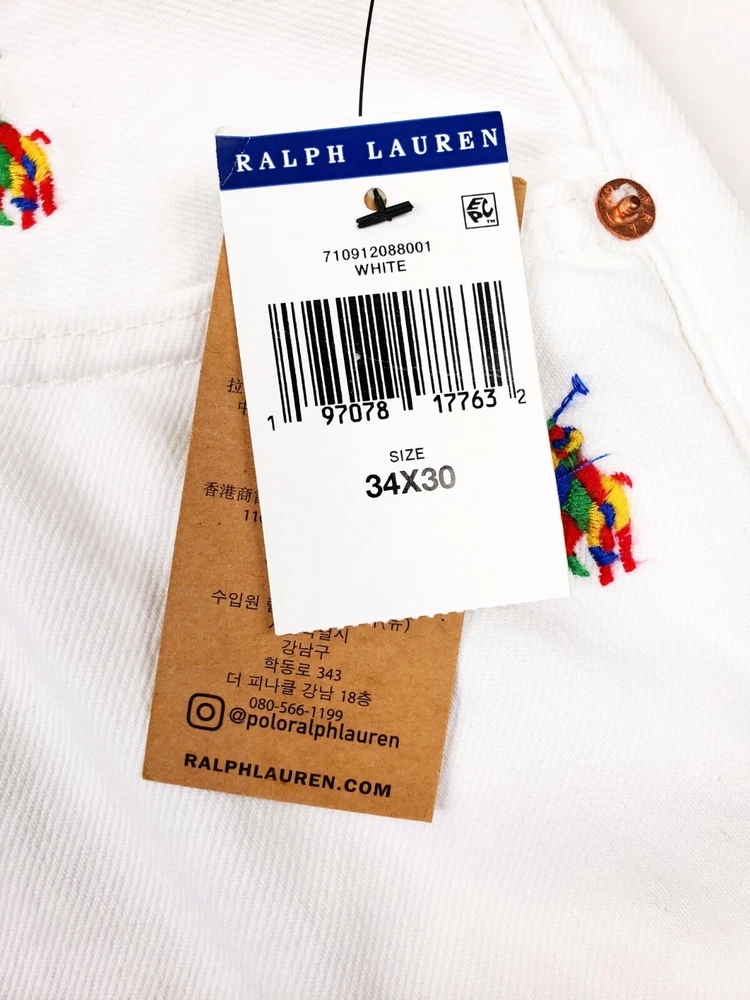 RALPH LAUREN
EPC™
710912088001
WHITE
1 97078 17763 2
SIZE
34X30
拉
香港商
수입원
강남구
학동로 343
더 피나클 강남 18층
080-566-1199
@poloralphlauren
RALPHLAUREN.COM